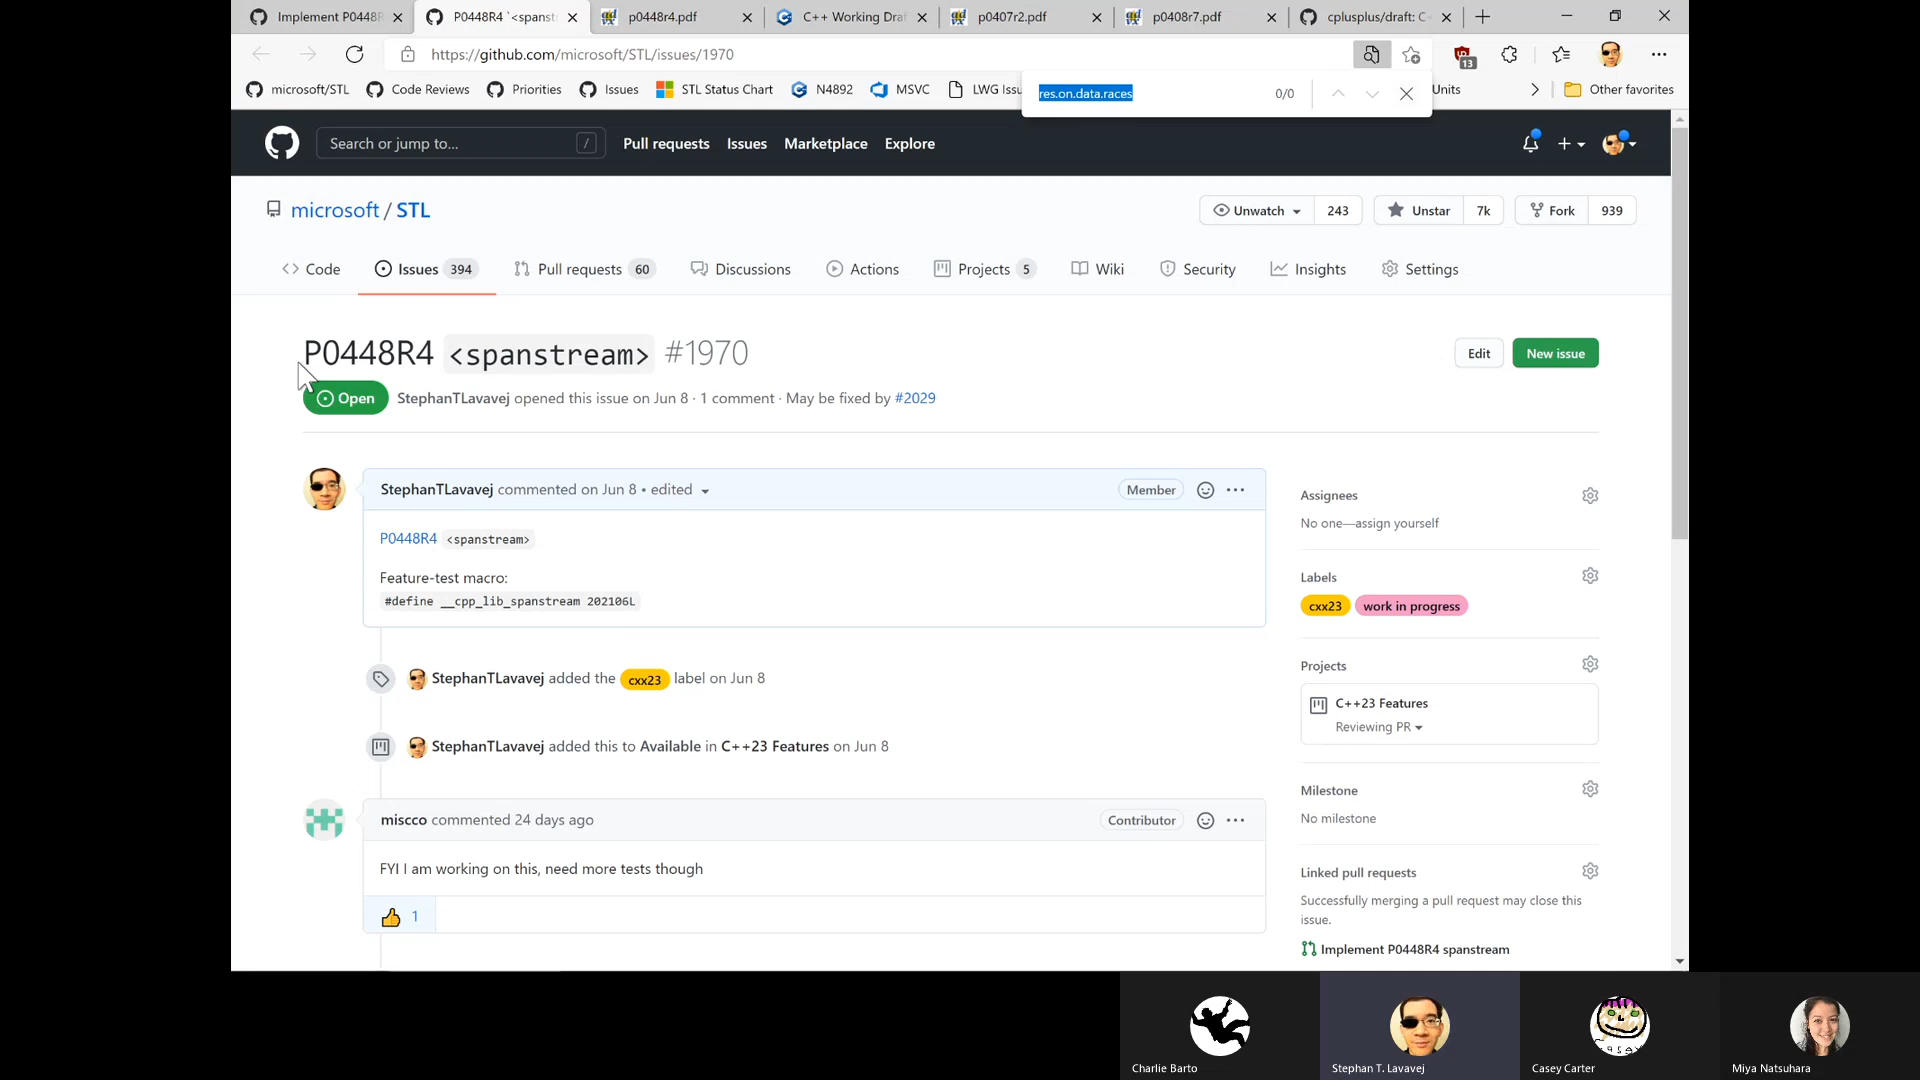 Implement P0448R
P0448R4 `<spanst
p0448r4.pdf
C++ Working Draf
p0407r2.pdf
p0408r7.pdf
cplusplus/draft: C
https://github.com/microsoft/STL/issues/1970
13
microsoft/STL
Code Reviews
Priorities
Issues
STL Status Chart
N4892
MSVC
LWG Issu
Units
Other favorites
res.on.data.races
0/0
Search or jump to...
/
Pull requests
Issues
Marketplace
Explore
microsoft / STL
Unwatch 243
Unstar 7k
Fork 939
<> Code
Issues 394
Pull requests 60
Discussions
Actions
Projects 5
Wiki
Security
Insights
Settings
P0448R4 <spanstream> #1970
Edit
New issue
Open
StephanTLavavej opened this issue on Jun 8 · 1 comment · May be fixed by #2029
StephanTLavavej commented on Jun 8 • edited
Member
P0448R4 <spanstream>
Feature-test macro:
#define __cpp_lib_spanstream 202106L
StephanTLavavej added the cxx23 label on Jun 8
StephanTLavavej added this to Available in C++23 Features on Jun 8
miscco commented 24 days ago
Contributor
FYI I am working on this, need more tests though
1
Assignees
No one—assign yourself
Labels
cxx23 work in progress
Projects
C++23 Features
Reviewing PR
Milestone
No milestone
Linked pull requests
Successfully merging a pull request may close this
issue.
Implement P0448R4 spanstream
Charlie Barto
Stephan T. Lavavej
Casey Carter
Miya Natsuhara